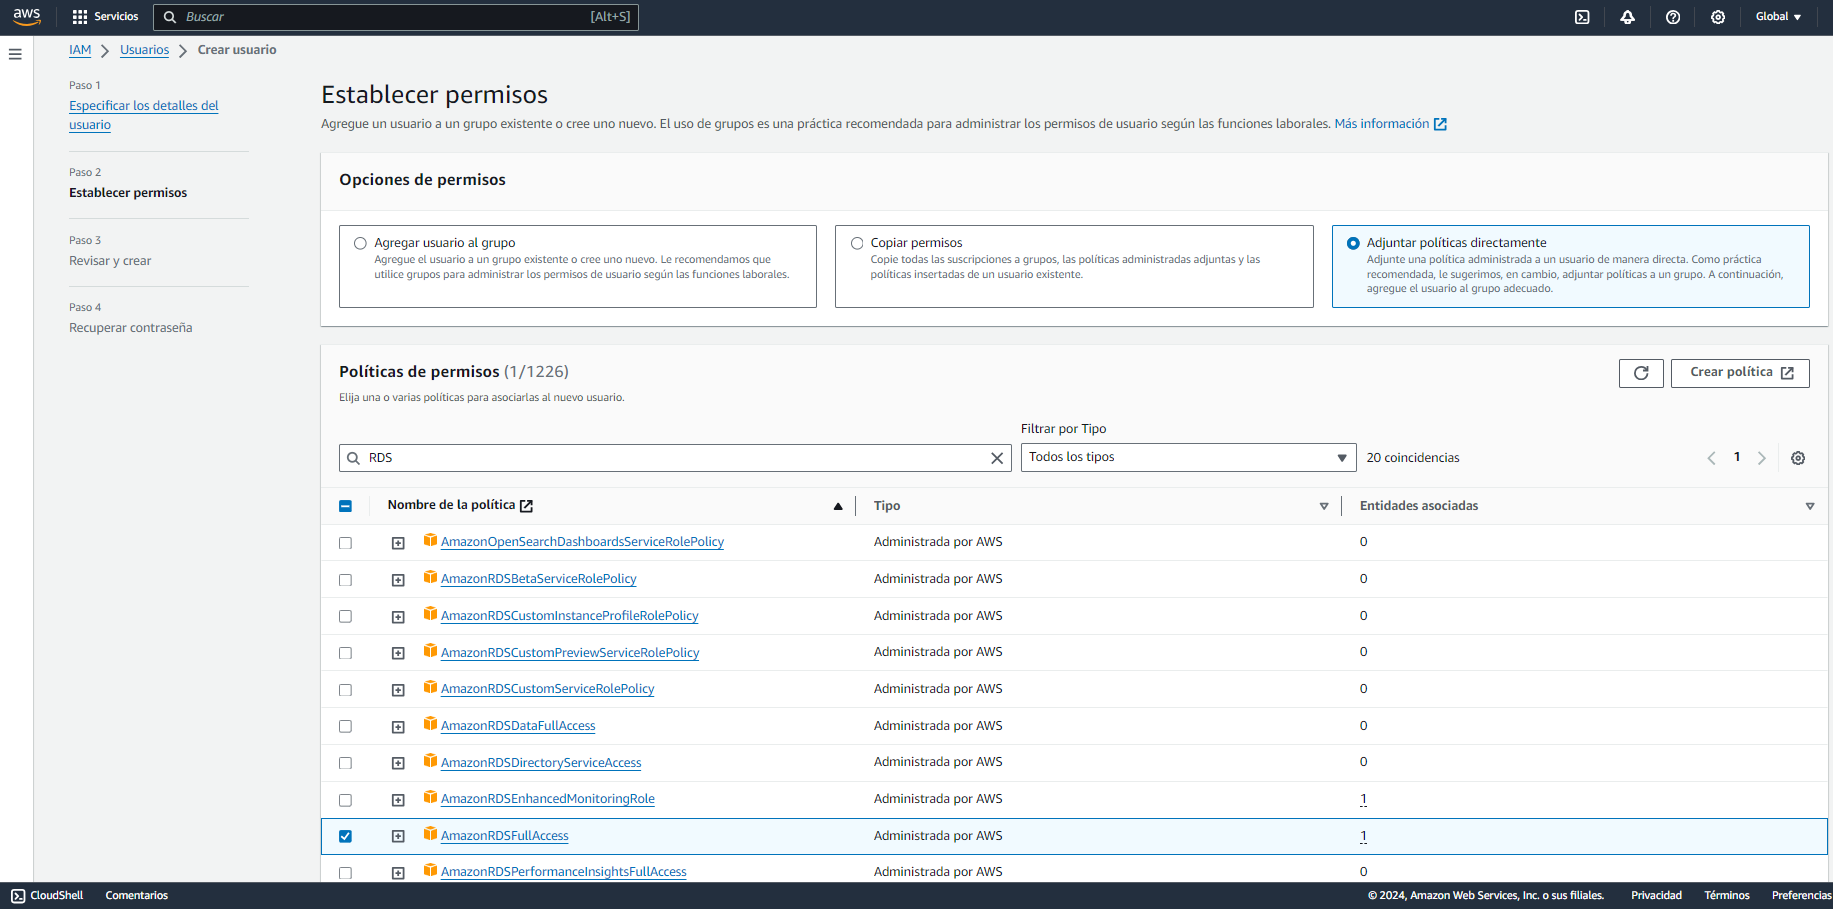 aws
Servicios
Buscar
[Alt+S]
Global
IAM
Usuarios
Crear usuario
Paso 1
Especificar los detalles del
usuario
Paso 2
Establecer permisos
Paso 3
Revisar y crear
Paso 4
Recuperar contraseña
Establecer permisos
Agregue un usuario a un grupo existente o cree uno nuevo. El uso de grupos es una práctica recomendada para administrar los permisos de usuario según las funciones laborales. Más información
Opciones de permisos
Agregar usuario al grupo
Agregue el usuario a un grupo existente o cree uno nuevo. Le recomendamos que
utilice grupos para administrar los permisos de usuario según las funciones laborales.
Copiar permisos
Copie todas las suscripciones a grupos, las políticas administradas adjuntas y las
políticas insertadas de un usuario existente.
Adjuntar políticas directamente
Adjunte una política administrada a un usuario de manera directa. Como práctica
recomendada, le sugerimos, en cambio, adjuntar políticas a un grupo. A continuación,
agregue el usuario al grupo adecuado.
Políticas de permisos (1/1226)
Elija una o varias políticas para asociarlas al nuevo usuario.
Crear política
Filtrar por Tipo
RDS
Todos los tipos
20 coincidencias
1
Nombre de la política
Tipo
Entidades asociadas
AmazonOpenSearchDashboardsServiceRolePolicy
Administrada por AWS
0
AmazonRDSBetaServiceRolePolicy
Administrada por AWS
0
AmazonRDSCustomInstanceProfileRolePolicy
Administrada por AWS
0
AmazonRDSCustomPreviewServiceRolePolicy
Administrada por AWS
0
AmazonRDSCustomServiceRolePolicy
Administrada por AWS
0
AmazonRDSDataFullAccess
Administrada por AWS
0
AmazonRDSDirectoryServiceAccess
Administrada por AWS
0
AmazonRDSEnhancedMonitoringRole
Administrada por AWS
1
AmazonRDSFullAccess
Administrada por AWS
1
AmazonRDSPerformanceInsightsFullAccess
Administrada por AWS
0
CloudShell
Comentarios
© 2024, Amazon Web Services, Inc. o sus filiales.
Privacidad
Términos
Preferencias